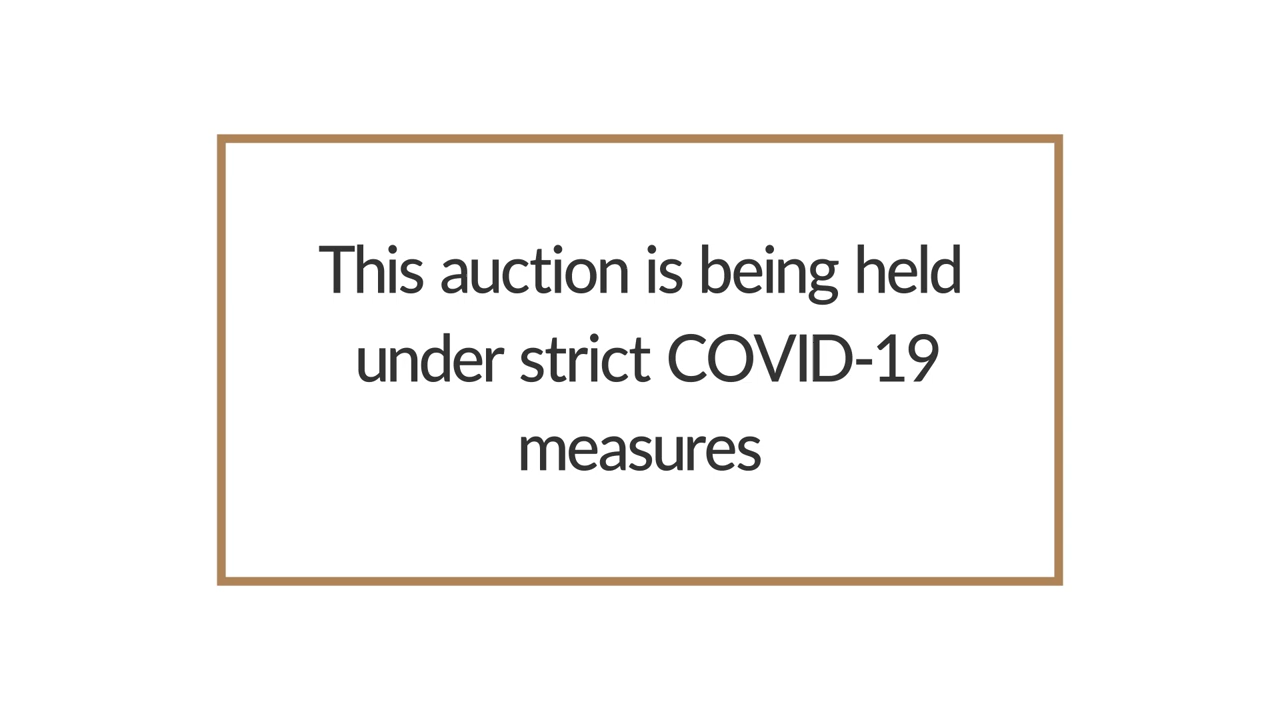 This auction is being held
under strict COVID-19
measures